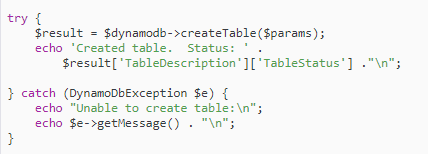 try {
    $result = $dynamodb->createTable($params);
    echo 'Created table.  Status: ' .
        $result['TableDescription']['TableStatus'] ."\n";

} catch (DynamoDbException $e) {
    echo "Unable to create table:\n";
    echo $e->getMessage() . "\n";
}